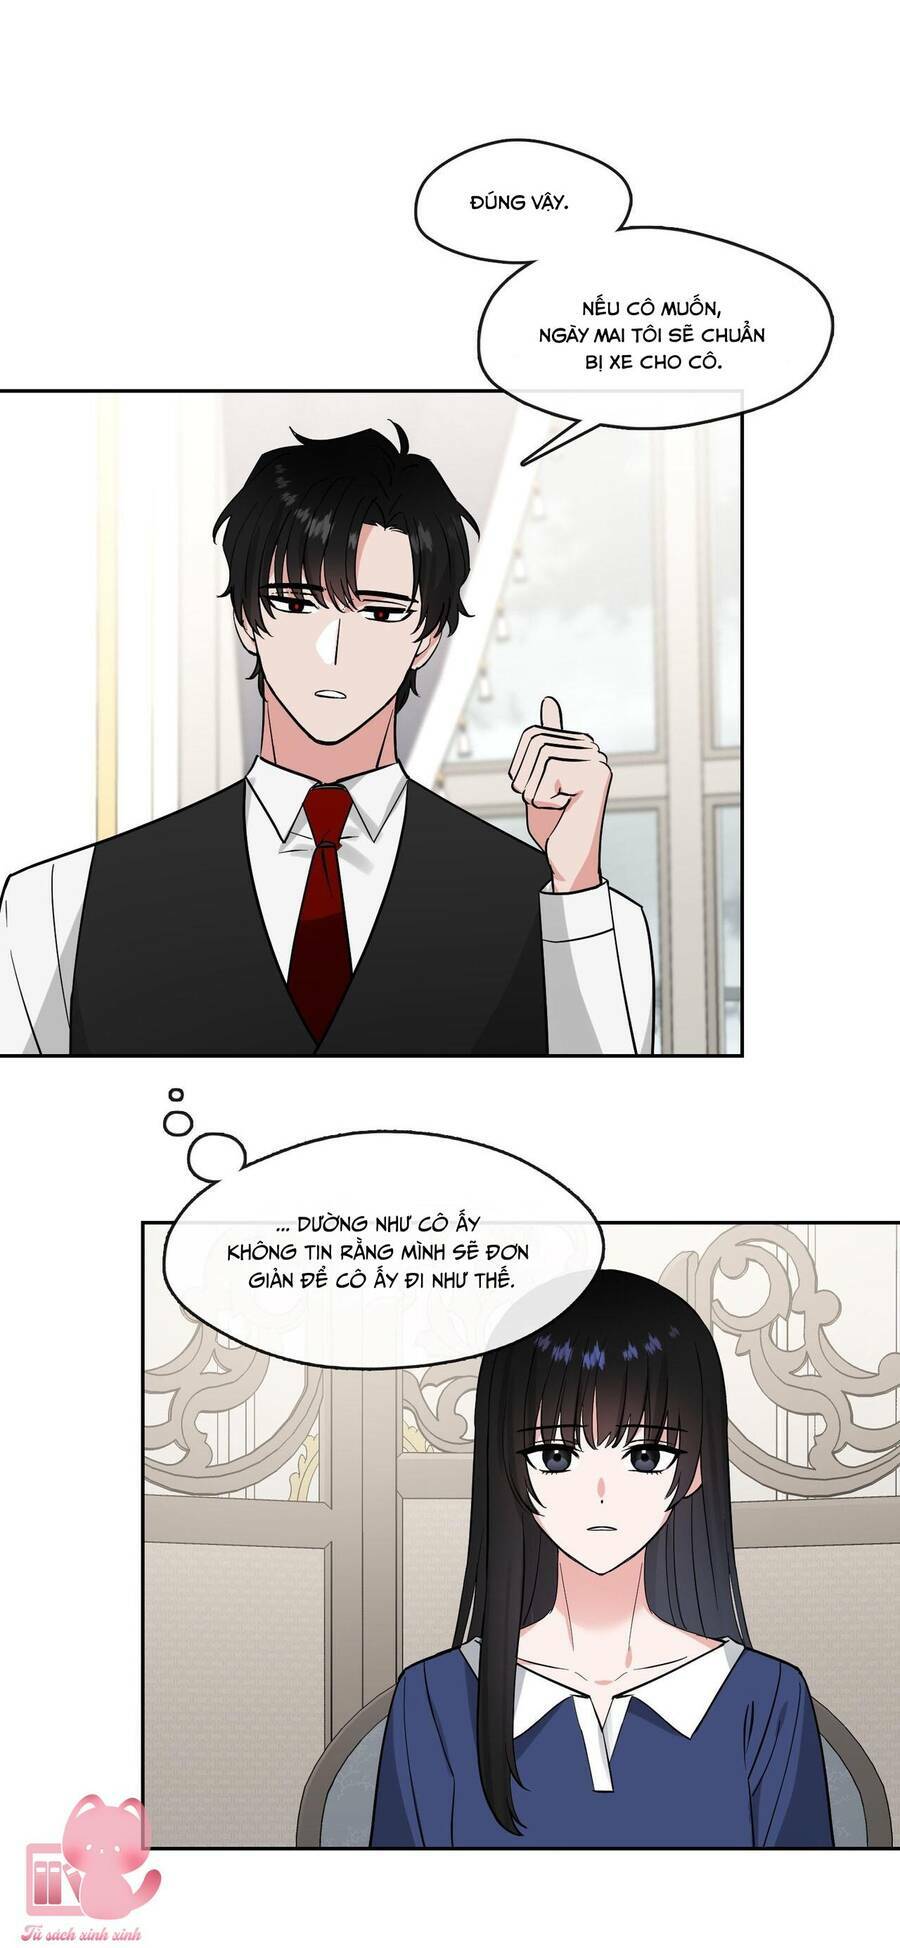 ĐÚNG VẬY.
NẾU CÔ MUỐN,
NGÀY MAI TÔI SẼ CHUẨN
BỊ XE CHO CÔ.
... DƯỜNG NHƯ CÔ ẤY
KHÔNG TIN RẰNG MÌNH SẼ ĐƠN
GIẢN ĐỂ CÔ ẤY ĐI NHƯ THẾ.
Tủ sách xinh xinh